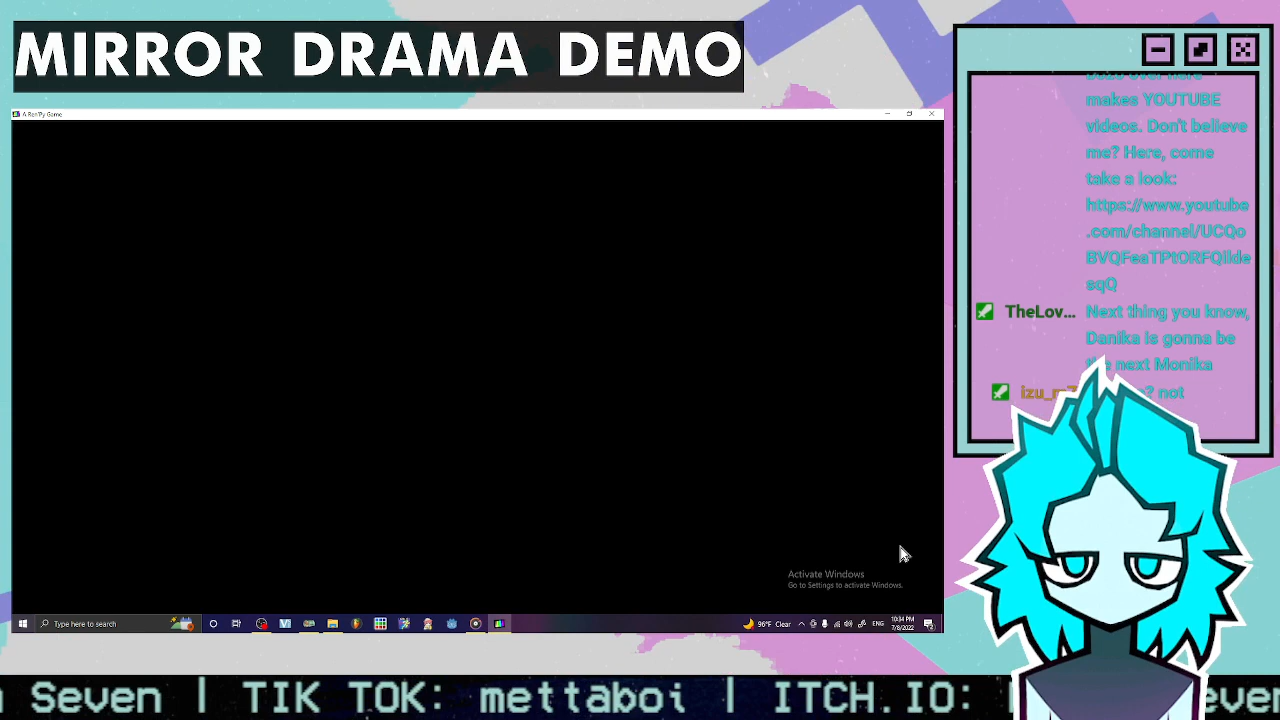 MIRROR DRAMA DEMO
A Ren'Py Game
makes YOUTUBE
videos. Don't believe
me? Here, come
take a look:
https://www.youtube
.com/channel/UCQo
BVQFeaTPtORFQIlde
sqQ
TheLov... Next thing you know,
Danika is gonna be
the next Monika
not
Activate Windows
Go to Settings to activate Windows.
Type here to search
96°F Clear
ENG
10:34 PM
7/8/2022
Seven | TIK TOK: mettaboi | ITCH.IO: